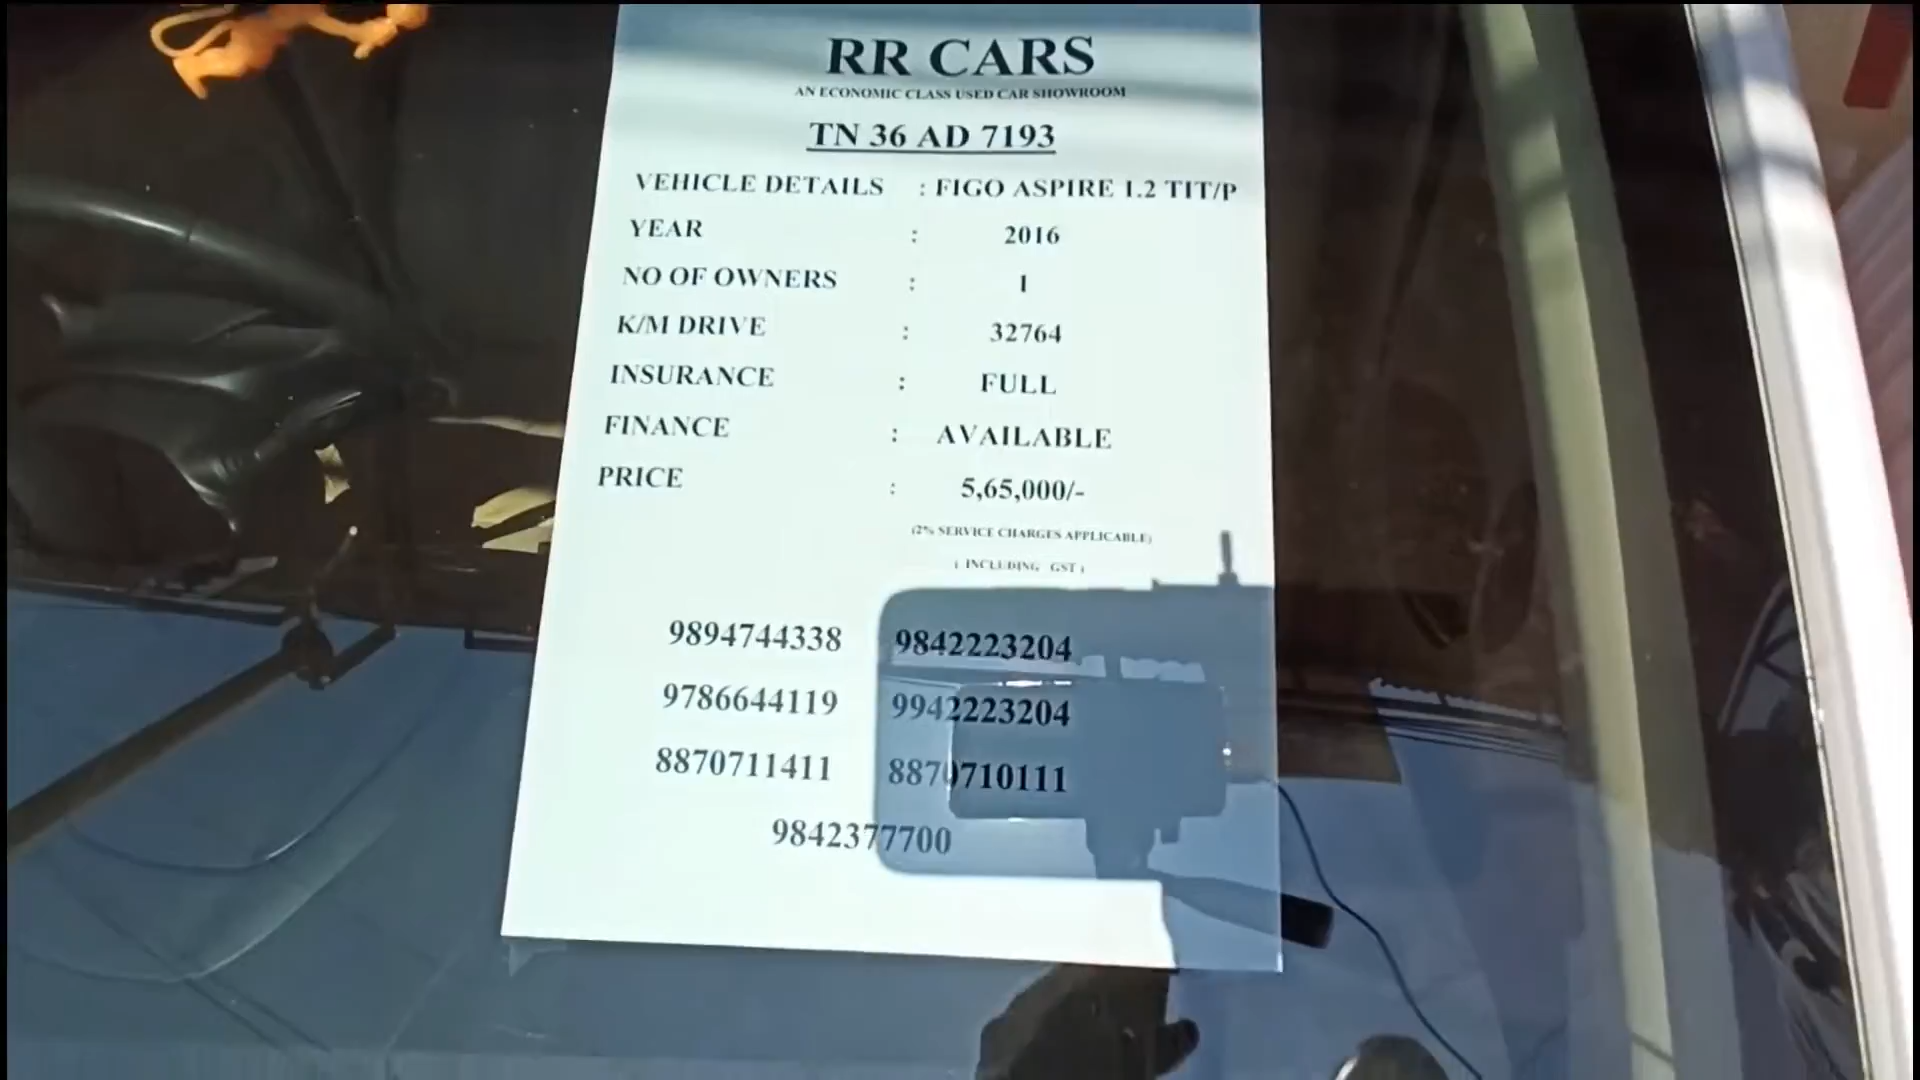 RR CARS
AN ECONOMIC CLASS USED CAR SHOWROOM
TN 36 AD 7193
VEHICLE DETAILS : FIGO ASPIRE 1.2 TIT/P
YEAR : 2016
NO OF OWNERS : 1
K/M DRIVE : 32764
INSURANCE : FULL
FINANCE : AVAILABLE
PRICE : 5,65,000/-
(2% SERVICE CHARGES APPLICABLE)
( INCLUDING GST )
9894744338 9842223204
9786644119 9942223204
8870711411 8870710111
9842377700